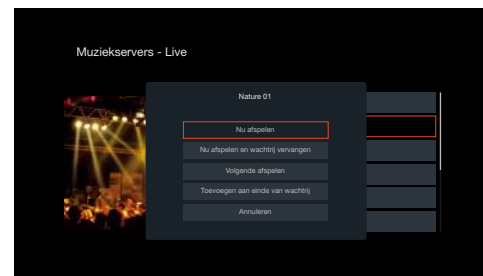 Muziekservers - Live
Nature 01
Nu afspelen
Nu afspelen en wachtrij vervangen
Volgende afspelen
Toevoegen aan einde van wachtrij
Annuleren